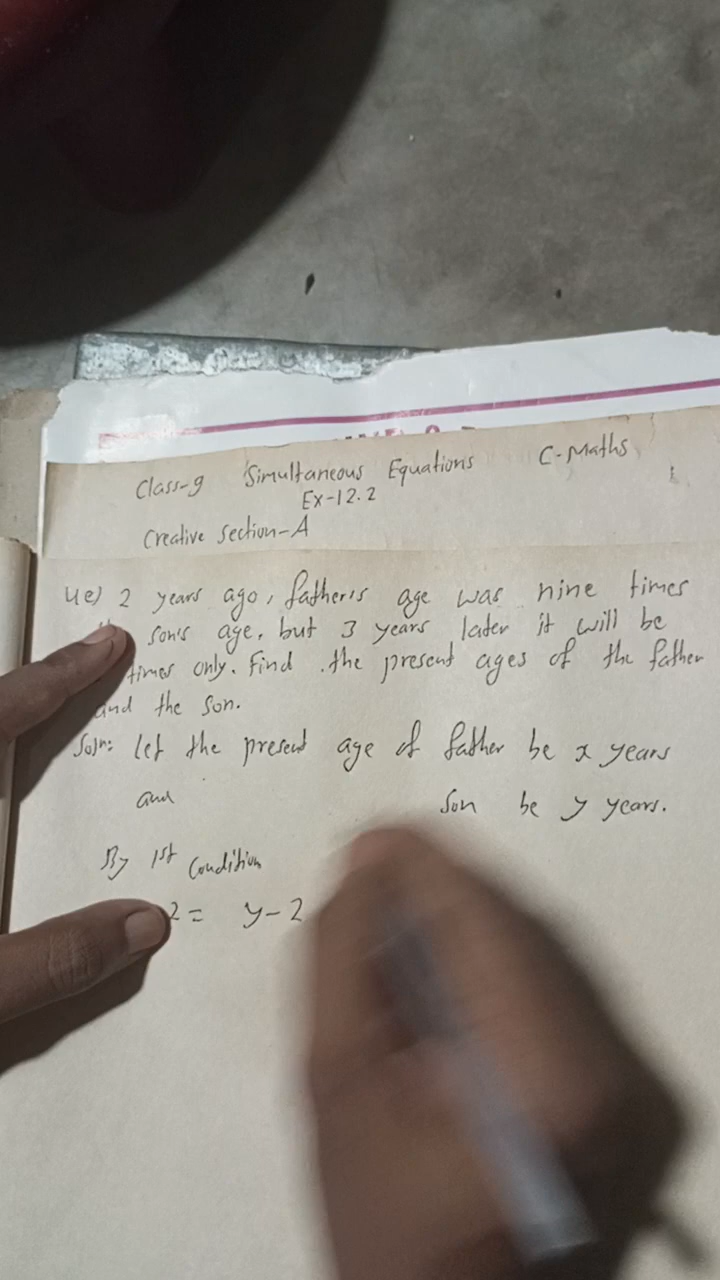 Class-9 Simultaneous Equations C-Maths
Ex-12.2
Creative Section-A
4e) 2 years ago, father's age was nine times
son's age, but 3 years later it will be
times only. Find the present ages of the father
and the son.
Soln: let the present age of father be x years
and son be y years.
By 1st Condition
2 = y-2